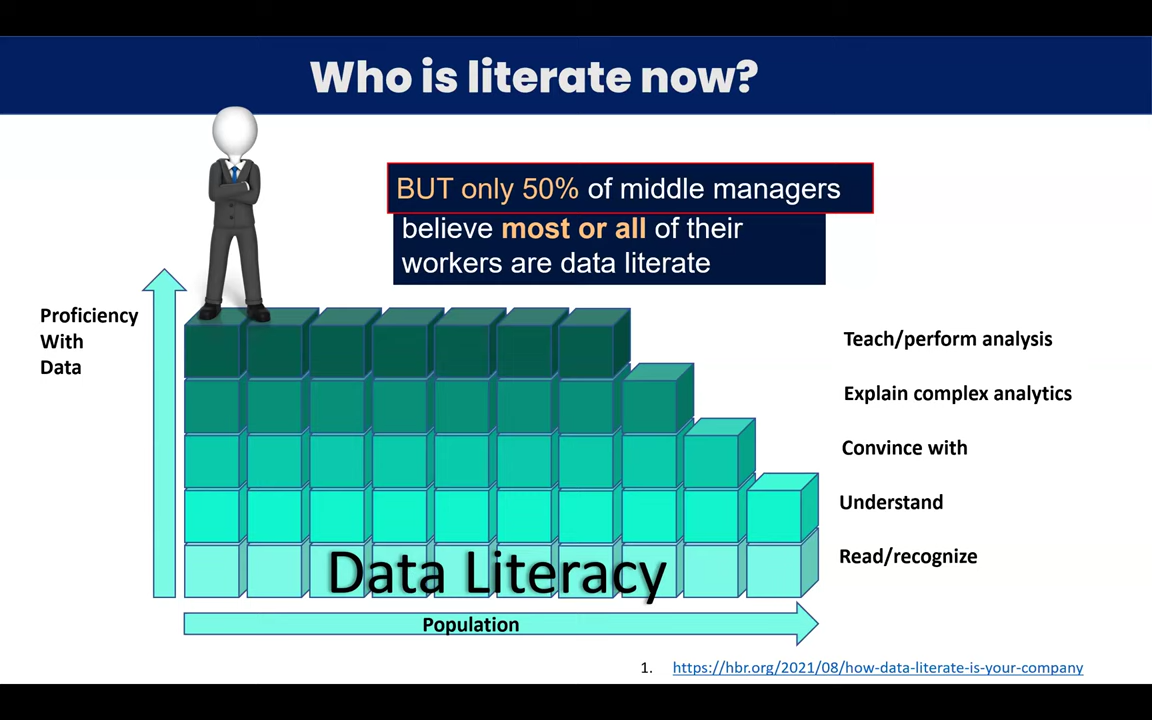 Who is literate now?
BUT only 50% of middle managers
believe most or all of their
workers are data literate
Proficiency
With
Data
Teach/perform analysis
Explain complex analytics
Convince with
Understand
Read/recognize
Data Literacy
Population
1. https://hbr.org/2021/08/how-data-literate-is-your-company